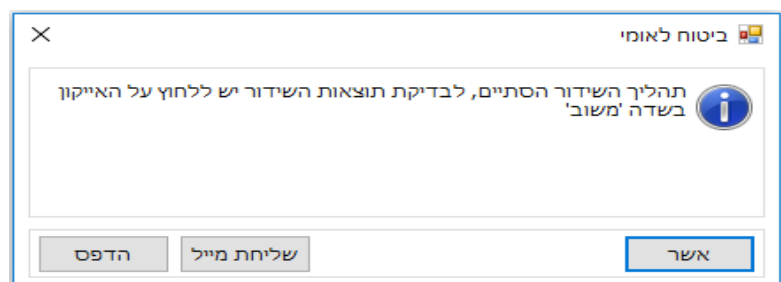 ביטוח לאומי
תהליך השידור הסתיים, לבדיקת תוצאות השידור יש ללחוץ על האייקון
בשדה 'משוב'
אשר
שליחת מייל
הדפס